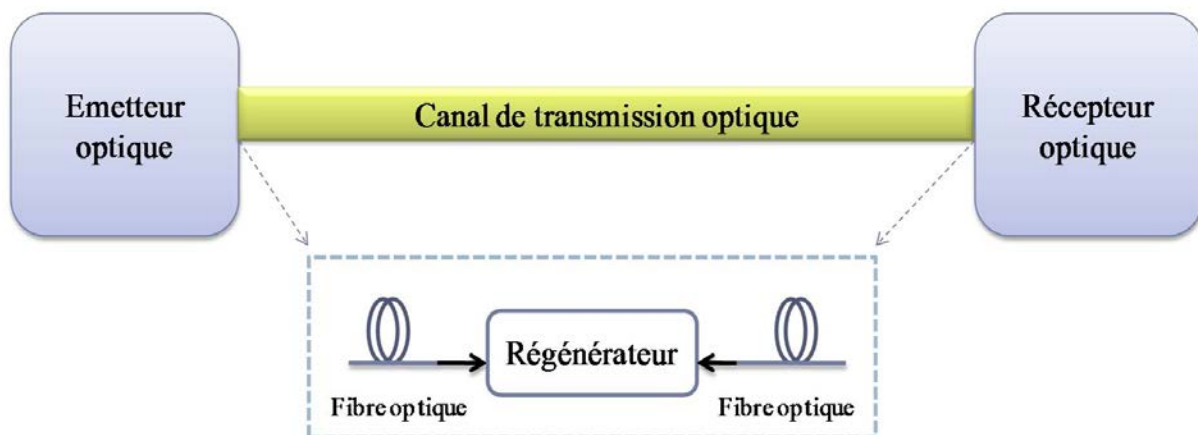 Emetteur
optique
Canal de transmission optique
Récepteur
optique
Régénérateur
Fibre optique
Fibre optique